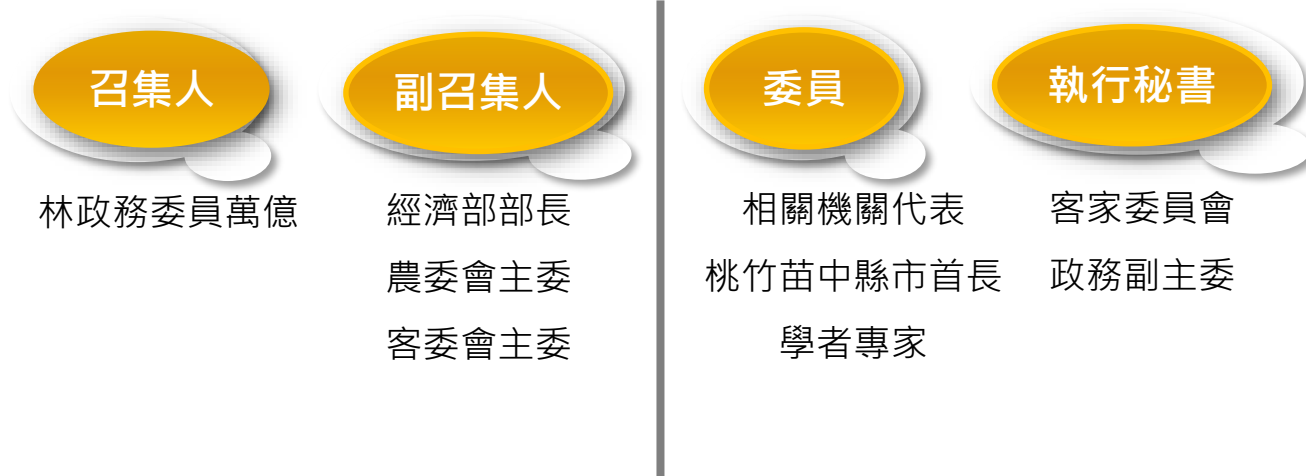 召集人
林政務委員萬億
副召集人
經濟部部長
農委會主委
客委會主委
委員
相關機關代表
桃竹苗中縣市首長
學者專家
執行秘書
客家委員會
政務副主委